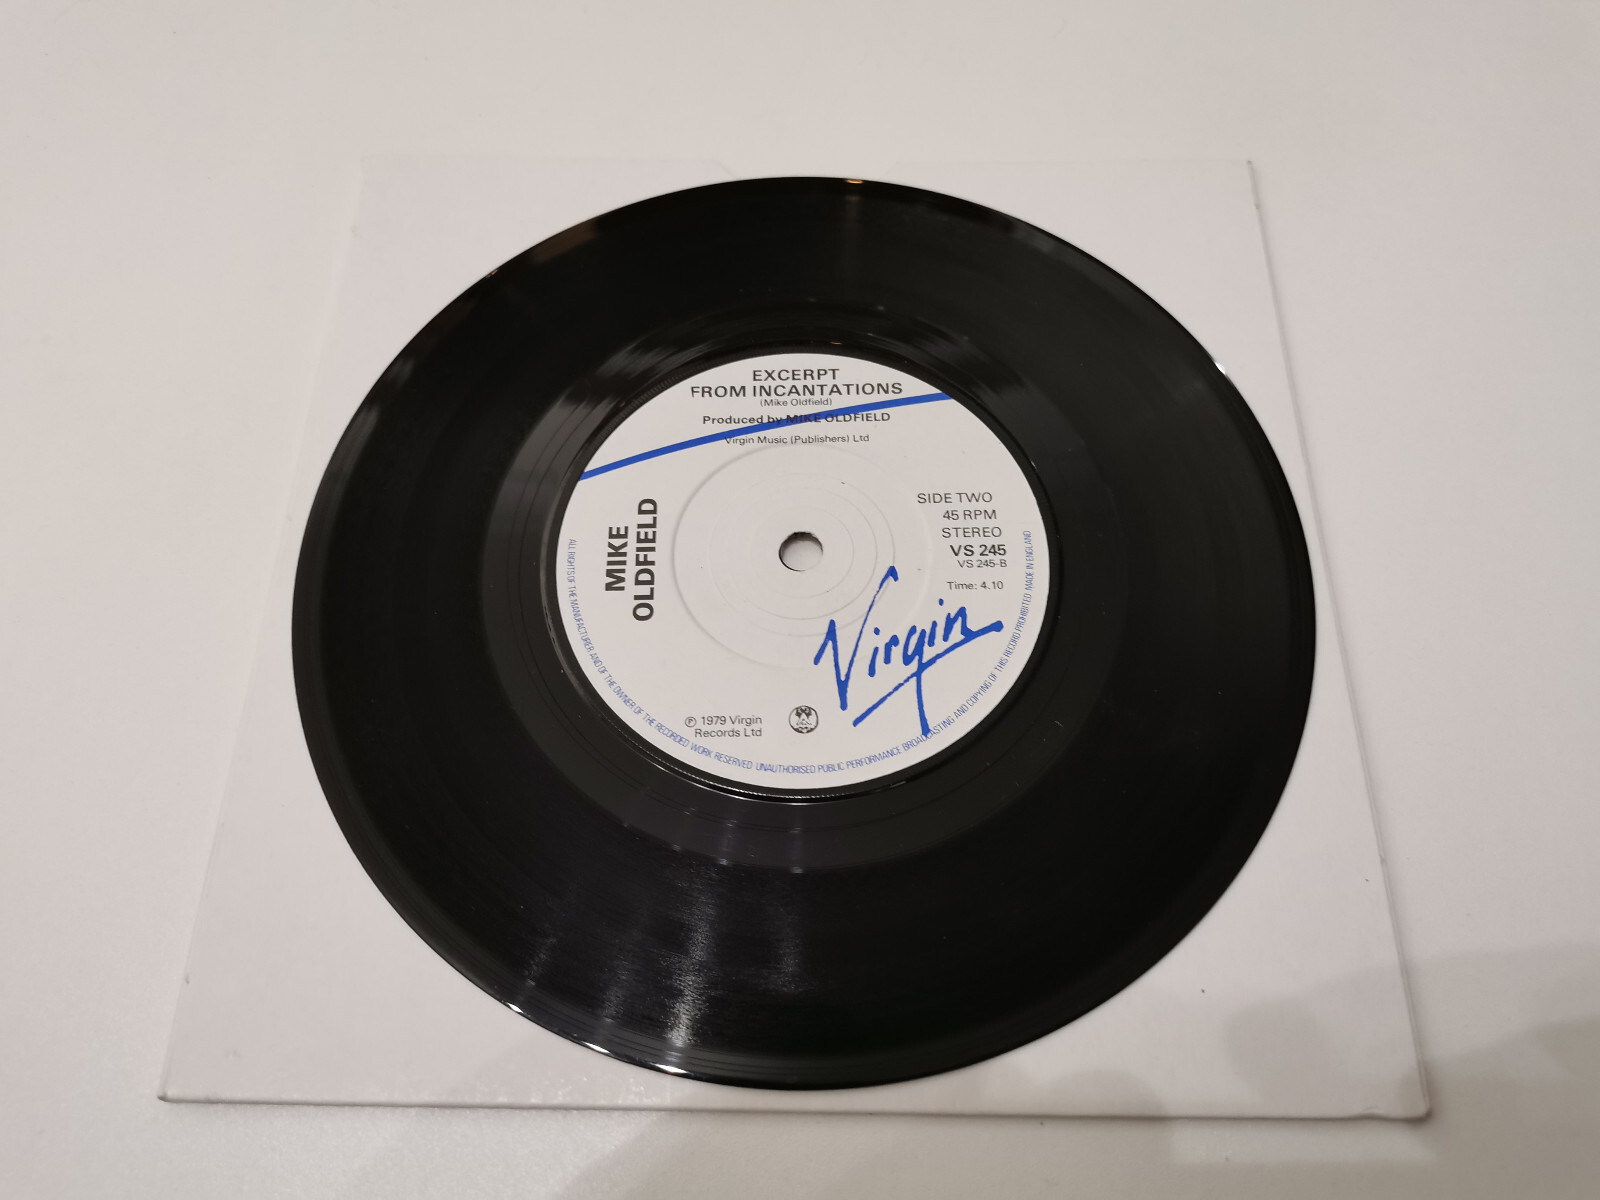 EXCERPT
FROM INCANTATIONS
(Mike Oldfield)
Produced by MIKE OLDFIELD
Virgin Music (Publishers) Ltd
MIKE
OLDFIELD
SIDE TWO
45 RPM
STEREO
VS 245
VS 245-B
Time: 4.10
Virgin
℗ 1979 Virgin
Records Ltd
ALL RIGHTS OF THE MANUFACTURER AND OF THE OWNER OF THE RECORDED WORK RESERVED UNAUTHORISED PUBLIC PERFORMANCE BROADCASTING AND COPYING OF THIS RECORD PROHIBITED MADE IN ENGLAND